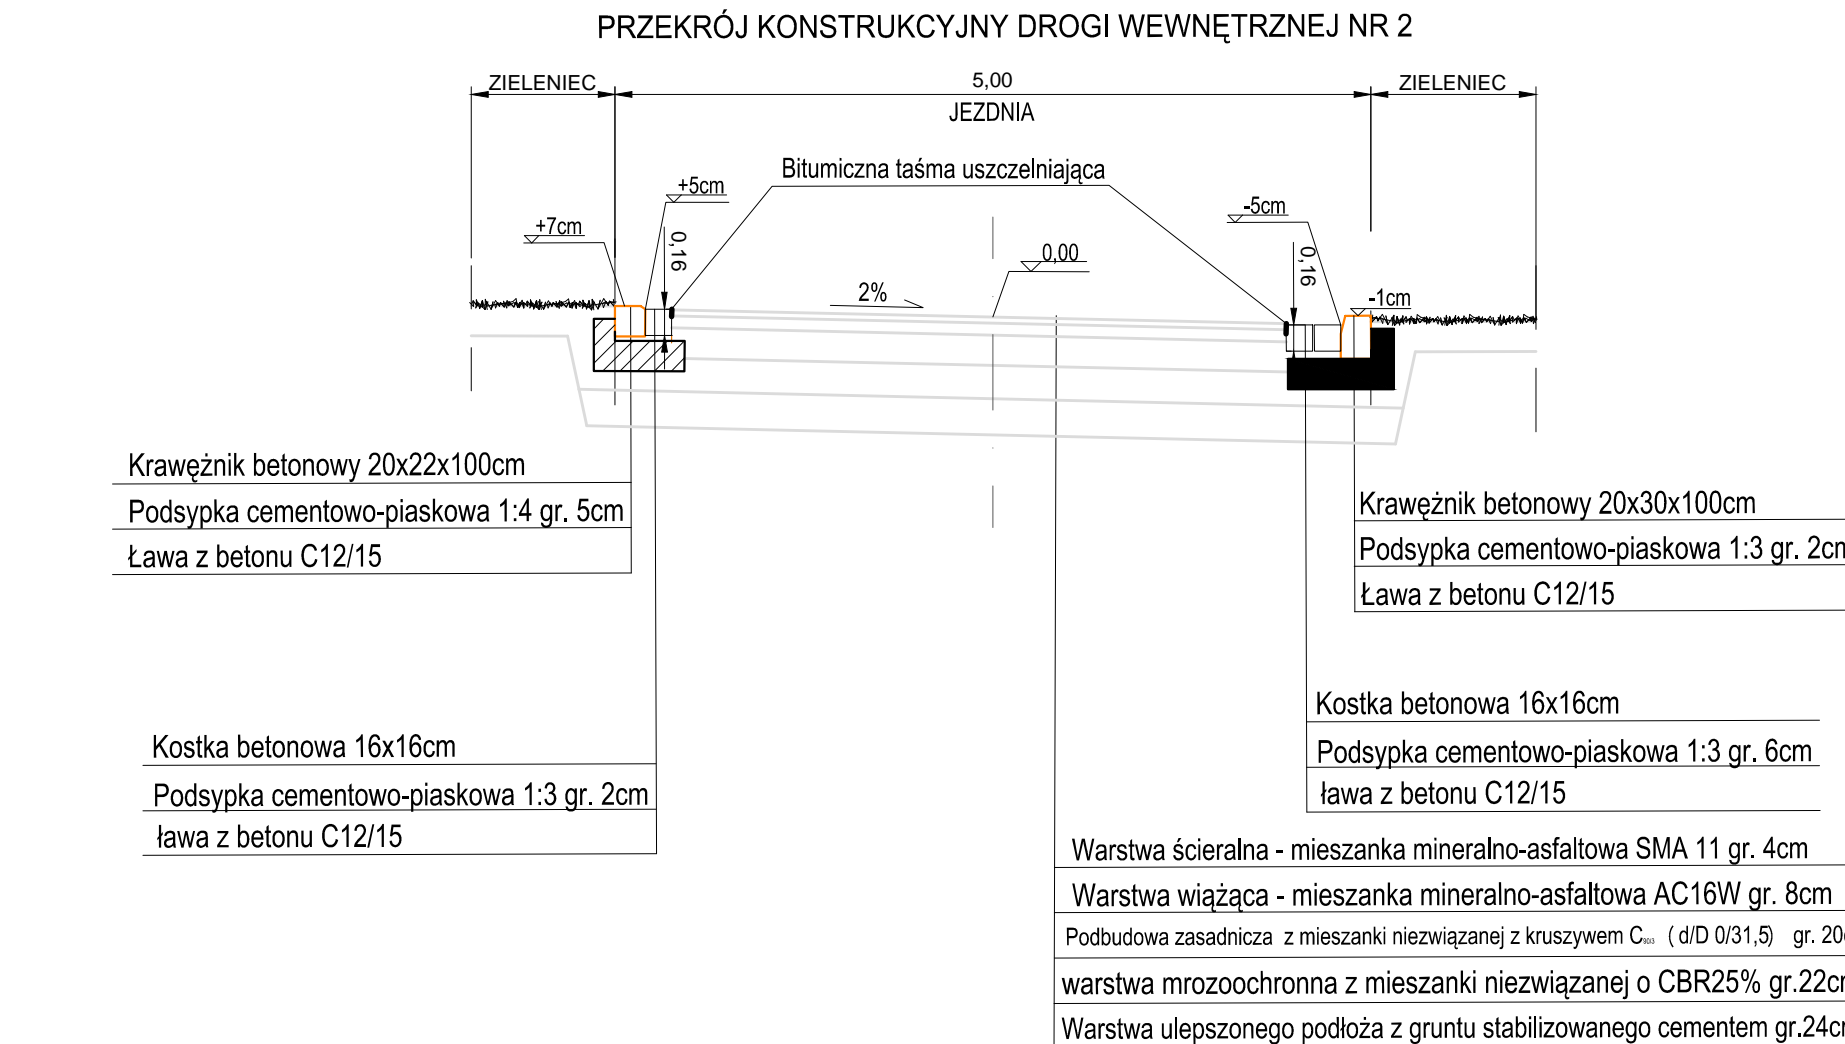 PRZEKRÓJ KONSTRUKCYJNY DROGI WEWNĘTRZNEJ NR 2
ZIELENIEC
5,00
ZIELENIEC
JEZDNIA
Bitumiczna taśma uszczelniająca
+5cm
-5cm
+7cm
0,16
0,00
0,16
2%
-1cm
Krawężnik betonowy 20x22x100cm
Podsypka cementowo-piaskowa 1:4 gr. 5cm
Ława z betonu C12/15
Krawężnik betonowy 20x30x100cm
Podsypka cementowo-piaskowa 1:3 gr. 2cm
Ława z betonu C12/15
Kostka betonowa 16x16cm
Podsypka cementowo-piaskowa 1:3 gr. 2cm
ława z betonu C12/15
Kostka betonowa 16x16cm
Podsypka cementowo-piaskowa 1:3 gr. 6cm
ława z betonu C12/15
Warstwa ścieralna - mieszanka mineralno-asfaltowa SMA 11 gr. 4cm
Warstwa wiążąca - mieszanka mineralno-asfaltowa AC16W gr. 8cm
Podbudowa zasadnicza z mieszanki niezwiązanej z kruszywem C90/3 ( d/D 0/31,5) gr. 20
warstwa mrozoochronna z mieszanki niezwiązanej o CBR25% gr.22cm
Warstwa ulepszonego podłoża z gruntu stabilizowanego cementem gr.24cm